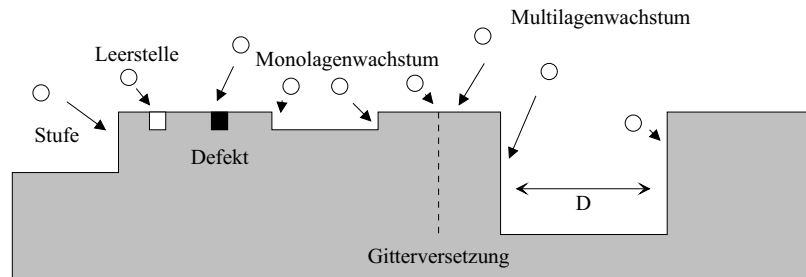 Multilagenwachstum
Leerstelle
Monolagenwachstum
Stufe
Defekt
D
Gitterversetzung